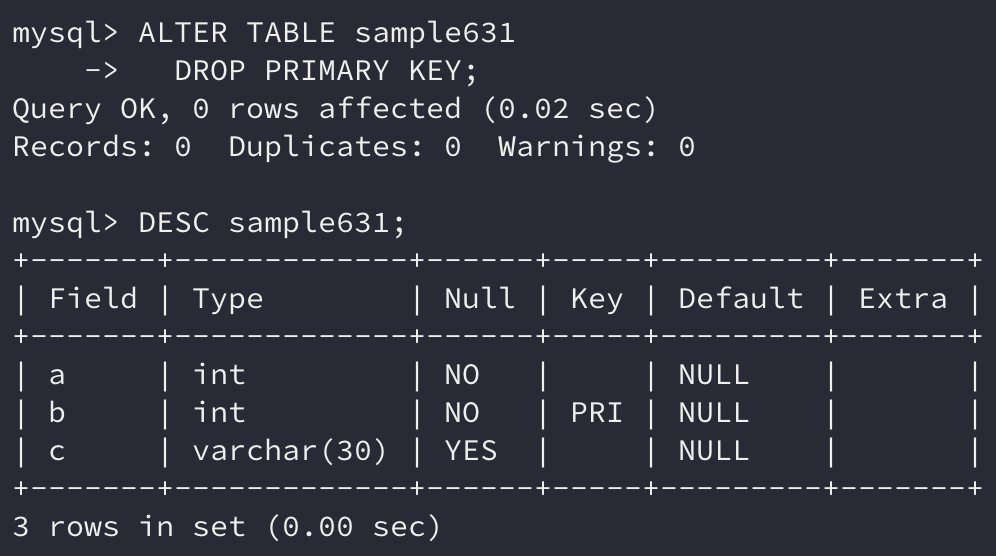 mysql> ALTER TABLE sample631
    ->   DROP PRIMARY KEY;
Query OK, 0 rows affected (0.02 sec)
Records: 0  Duplicates: 0  Warnings: 0

mysql> DESC sample631;
+-------+-------------+------+-----+---------+-------+
| Field | Type        | Null | Key | Default | Extra |
+-------+-------------+------+-----+---------+-------+
| a     | int         | NO   |     | NULL    |       |
| b     | int         | NO   | PRI | NULL    |       |
| c     | varchar(30) | YES  |     | NULL    |       |
+-------+-------------+------+-----+---------+-------+
3 rows in set (0.00 sec)